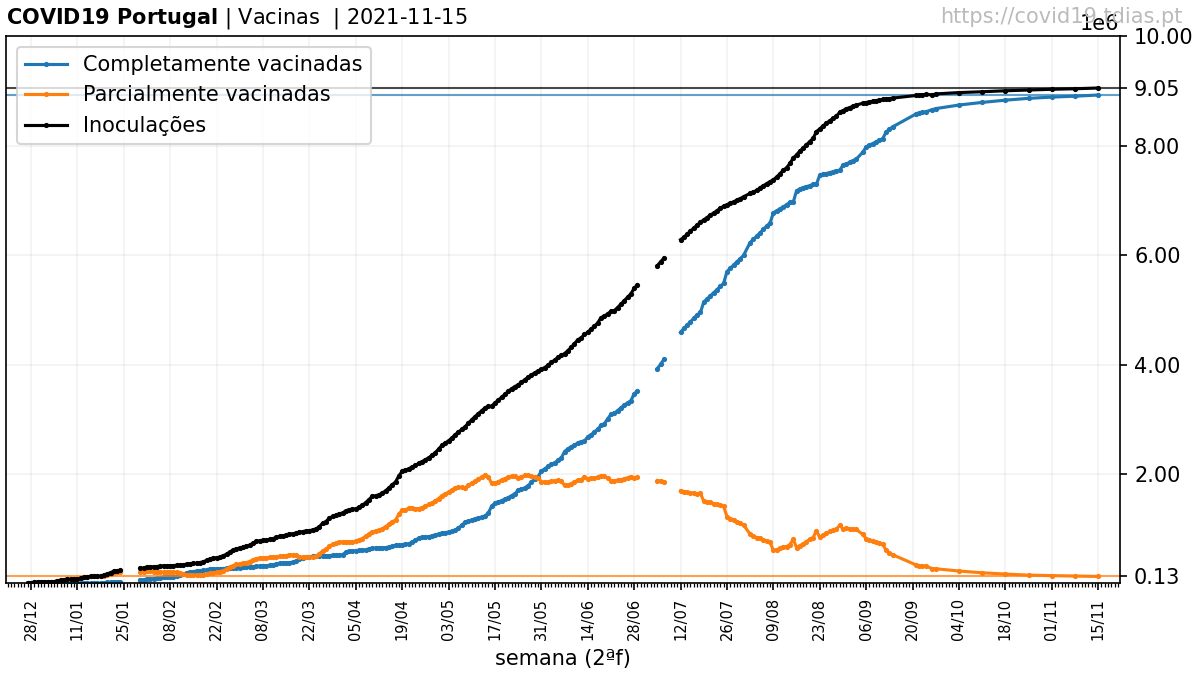 COVID19 Portugal | Vacinas | 2021-11-15
https://covid19.tdias.pt
1e6
Completamente vacinadas
Parcialmente vacinadas
Inoculações
10.00
9.05
8.00
6.00
4.00
2.00
0.13
28/12 11/01 25/01 08/02 22/02 08/03 22/03 05/04 19/04 03/05 17/05 31/05 14/06 28/06 12/07 26/07 09/08 23/08 06/09 20/09 04/10 18/10 01/11 15/11
semana (2ªf)